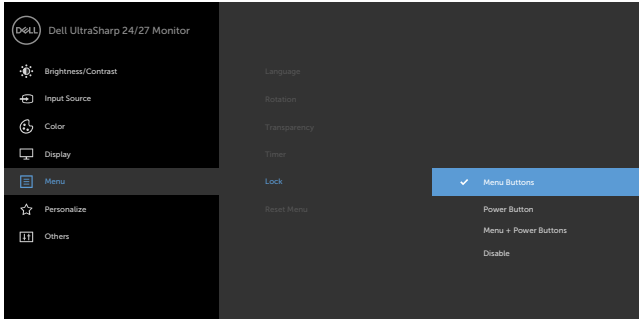 DELL
Dell UltraSharp 24/27 Monitor
Brightness/Contrast
Input Source
Color
Display
Menu
Personalize
Others
Language
Rotation
Transparency
Timer
Lock
Reset Menu
Menu Buttons
Power Button
Menu + Power Buttons
Disable